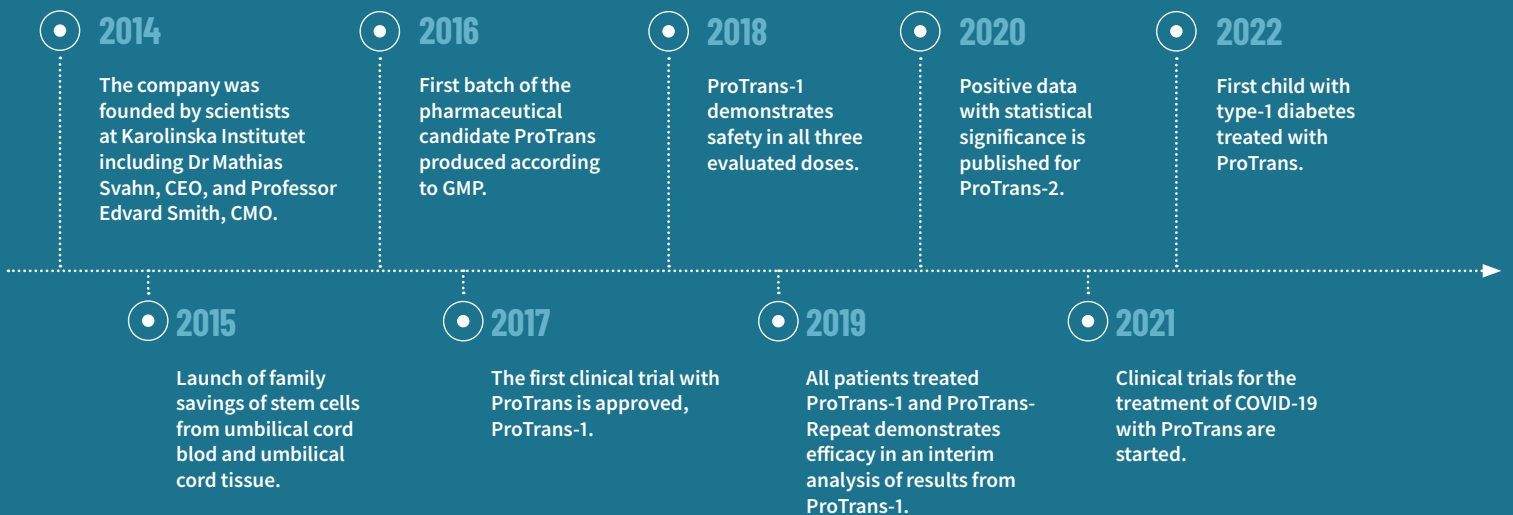 2014
The company was
founded by scientists
at Karolinska Institutet
including Dr Mathias
Svahn, CEO, and Professor
Edvard Smith, CMO.
2015
Launch of family
savings of stem cells
from umbilical cord
blod and umbilical
cord tissue.
2016
First batch of the
pharmaceutical
candidate ProTrans
produced according
to GMP.
2017
The first clinical trial with
ProTrans is approved,
ProTrans-1.
2018
ProTrans-1
demonstrates
safety in all three
evaluated doses.
2019
All patients treated
ProTrans-1 and ProTrans-
Repeat demonstrates
efficacy in an interim
analysis of results from
ProTrans-1.
2020
Positive data
with statistical
significance is
published for
ProTrans-2.
2021
Clinical trials for the
treatment of COVID-19
with ProTrans are
started.
2022
First child with
type-1 diabetes
treated with
ProTrans.